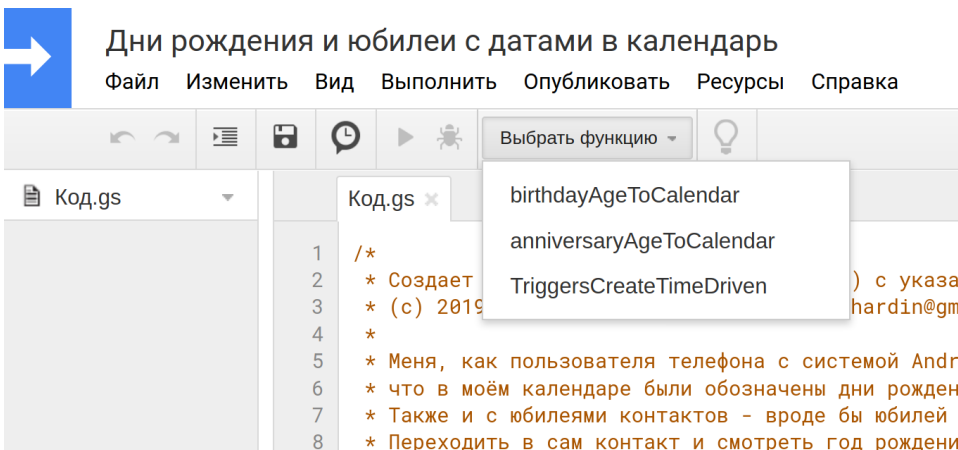 Дни рождения и юбилеи с датами в календарь
Файл Изменить Вид Выполнить Опубликовать Ресурсы Справка
Выбрать функцию
Код.gs
Код.gs
birthdayAgeToCalendar
anniversaryAgeToCalendar
TriggersCreateTimeDriven
1 /*
2 * Создает ) с указа
3 * (c) 2019 hardin@gm
4 *
5 * Меня, как пользователя телефона с системой Andr
6 * что в моём календаре были обозначены дни рожден
7 * Также и с юбилеями контактов - вроде бы юбилей
8 * Переходить в сам контакт и смотреть год рождени